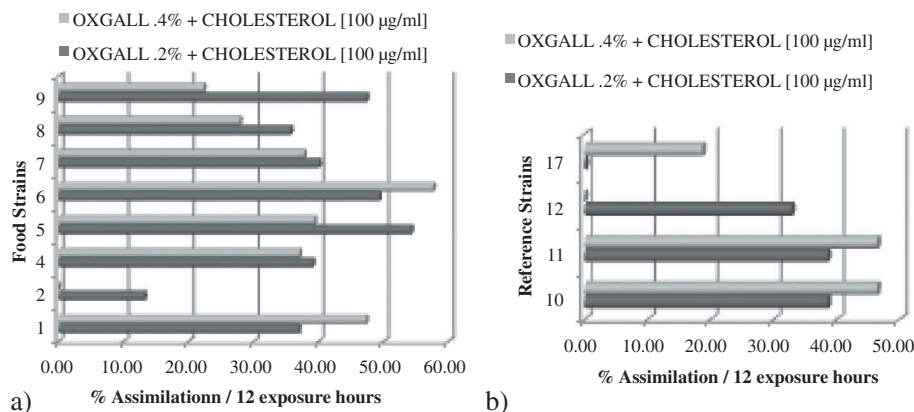 OXGALL .4% + CHOLESTEROL [100 µg/ml]
OXGALL .2% + CHOLESTEROL [100 µg/ml]
Food Strains
9
8
7
6
5
4
2
1
0.00 10.00 20.00 30.00 40.00 50.00 60.00
% Assimilationn / 12 exposure hours
a)
OXGALL .4% + CHOLESTEROL [100 µg/ml]
OXGALL .2% + CHOLESTEROL [100 µg/ml]
Reference Strains
17
12
11
10
0.00 10.00 20.00 30.00 40.00 50.00
% Assimilation / 12 exposure hours
b)